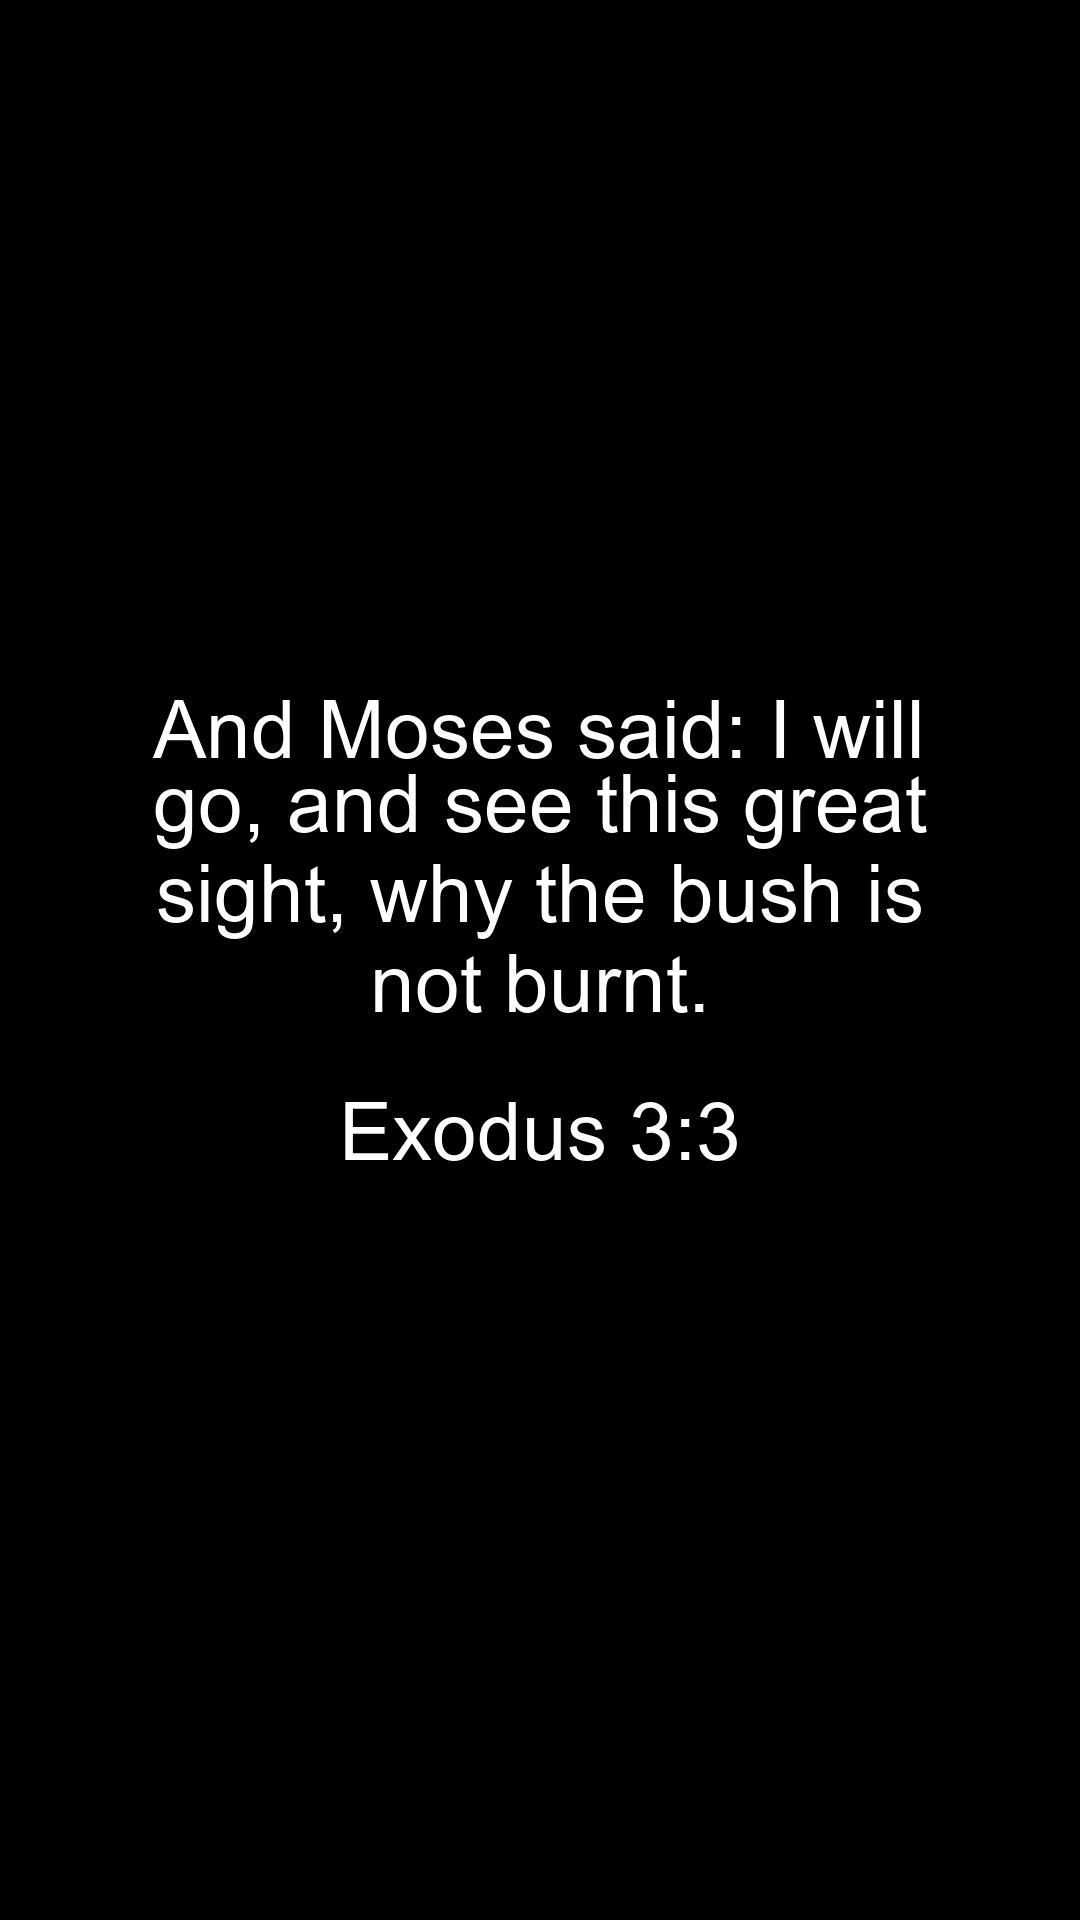 And Moses said: I will
go, and see this great
sight, why the bush is
not burnt.
Exodus 3:3